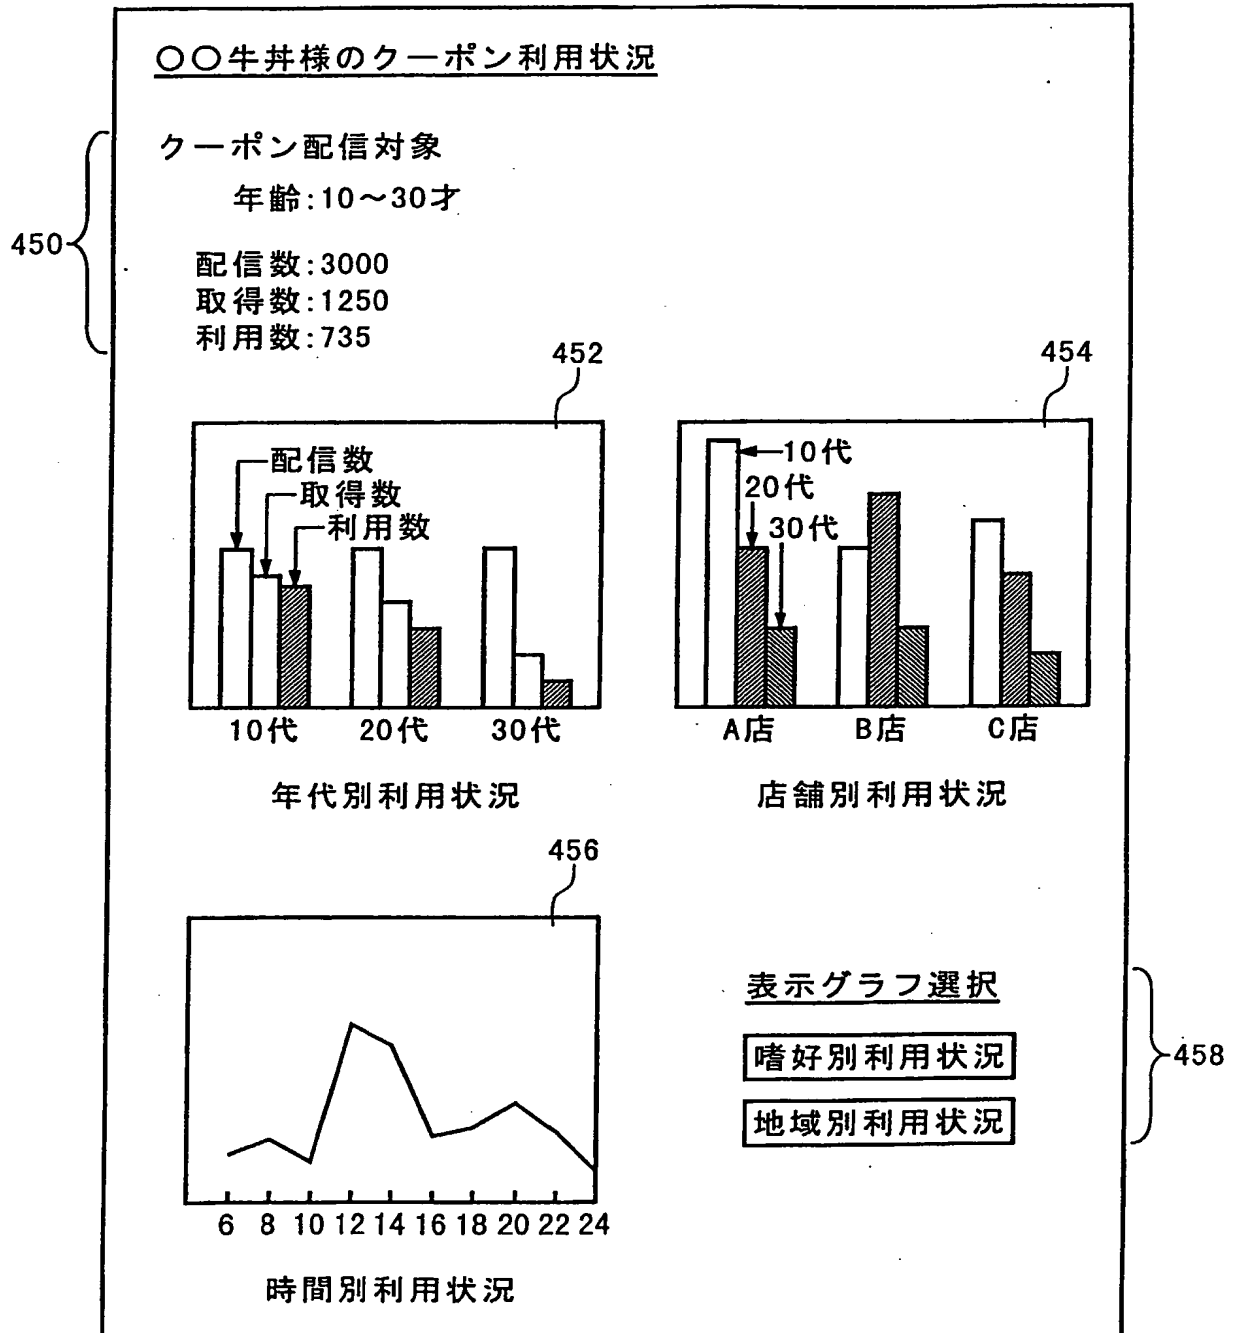 〇〇牛丼様のクーポン利用状況
クーポン配信対象
年齢:10～30才
450
配信数:3000
取得数:1250
利用数:735
452
454
配信数
取得数
利用数
10代
20代
30代
10代 20代 30代
A店 B店 C店
年代別利用状況
店舗別利用状況
456
表示グラフ選択
嗜好別利用状況
458
地域別利用状況
6 8 10 12 14 16 18 20 22 24
時間別利用状況